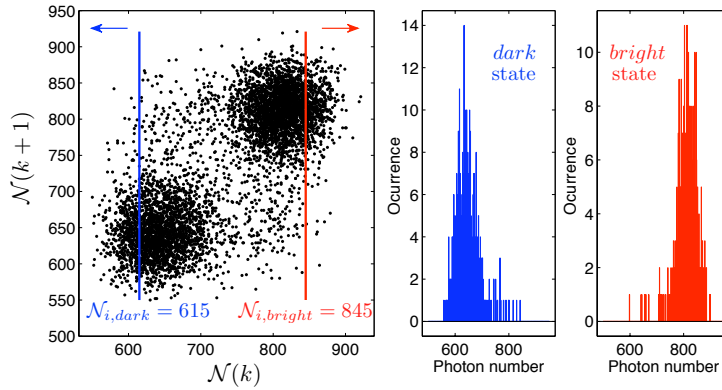 950
900
850
800
750
700
650
600
550
500
N(k + 1)
N_{i,dark} = 615
N_{i,bright} = 845
600
700
800
900
N(k)
14
12
10
8
6
4
2
0
Ocurrence
dark
state
600
800
Photon number
10
8
6
4
2
0
Ocurrence
bright
state
600
800
Photon number